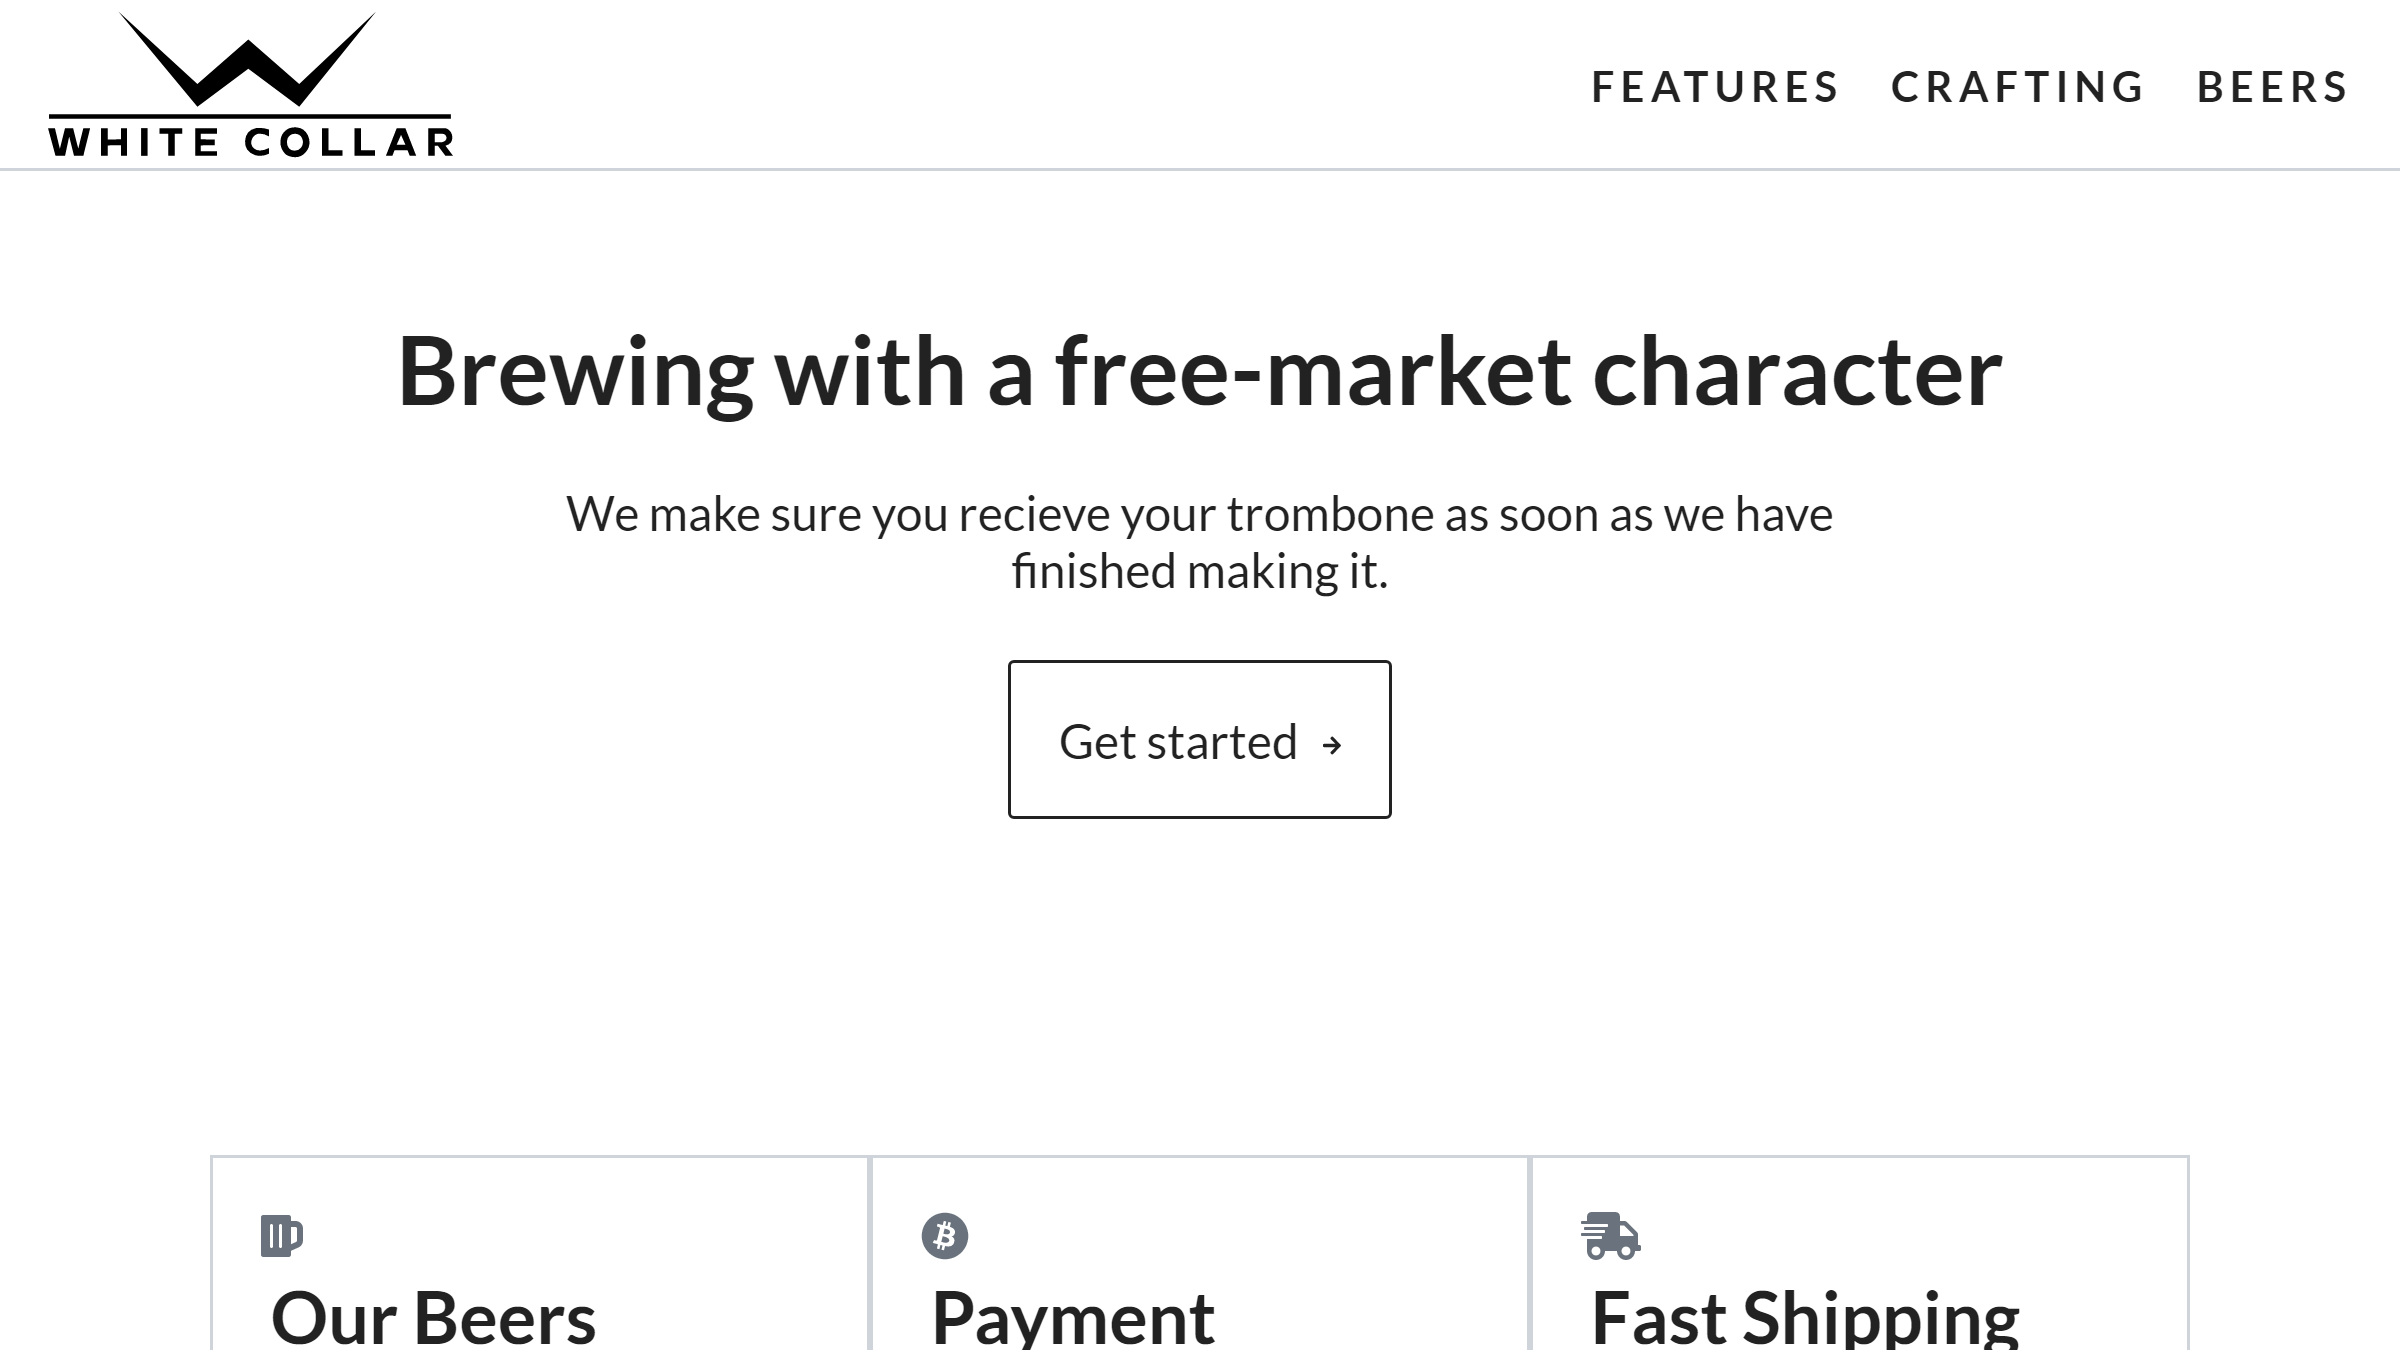 WHITE COLLAR
FEATURES CRAFTING BEERS
Brewing with a free-market character
We make sure you recieve your trombone as soon as we have
finished making it.
Get started →
Our Beers
Payment
Fast Shipping